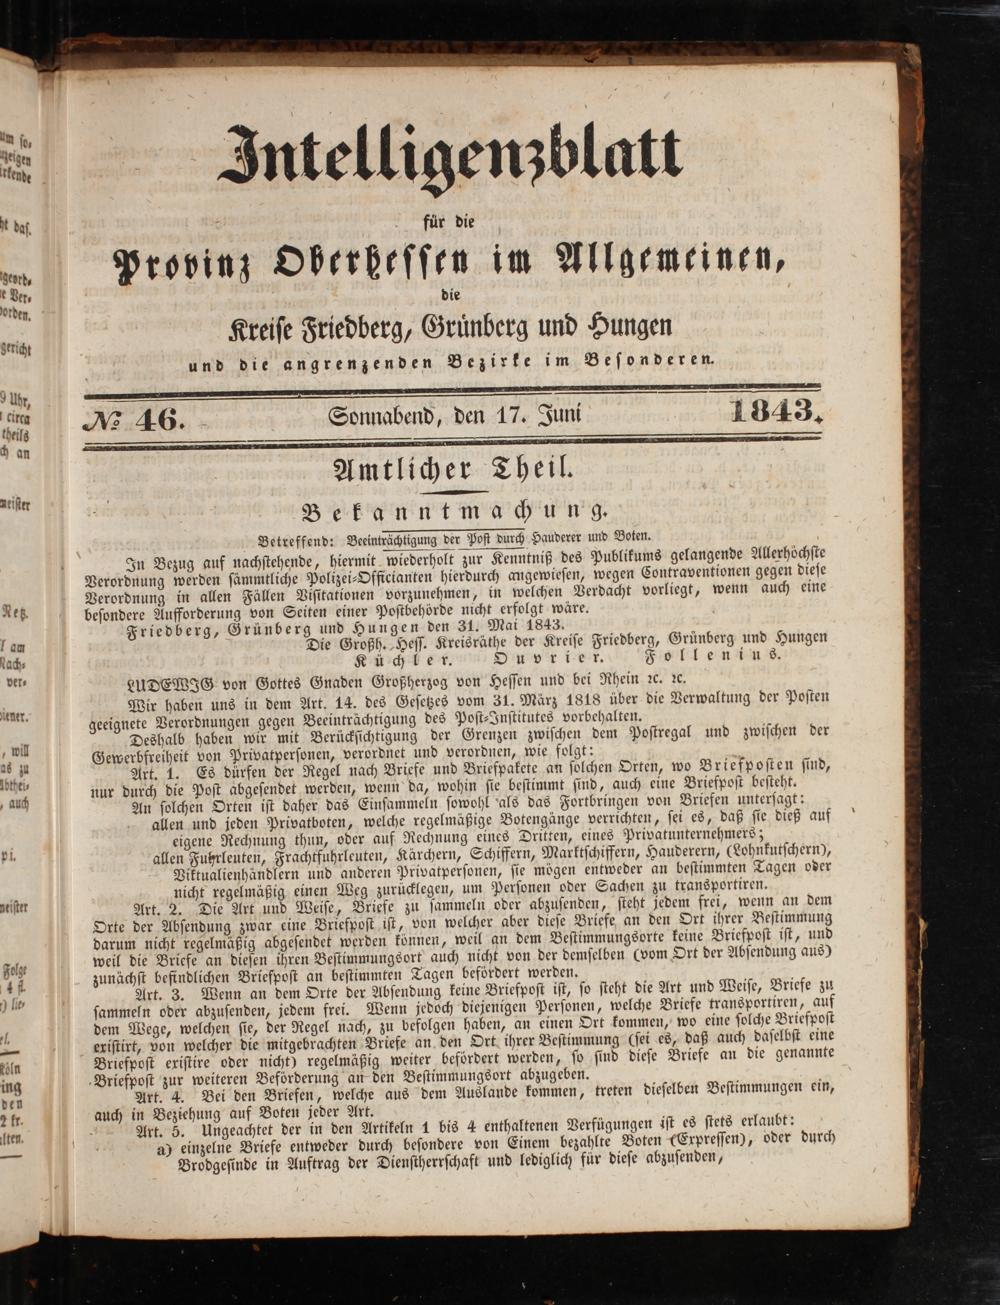 Intelligenzblatt
für die
Provinz Oberhessen im Allgemeinen,
die
Kreise Friedberg, Grünberg und Hungen
und die angrenzenden Bezirke im Besonderen.
No 46.
Sonnabend, den 17. Juni
1843.
Amtlicher Theil.
Bekanntmachung.
Betreffend: Beeinträchtigung der Post durch Hauderer und Boten.
In Bezug auf nachstehende, hiermit wiederholt zur Kenntniß des Publikums gelangende Allerhöchste
Verordnung werden sämmtliche Polizei-Officianten hierdurch angewiesen, wegen Contraventionen gegen diese
Verordnung in allen Fällen Visitationen vorzunehmen, in welchen Verdacht vorliegt, wenn auch eine
besondere Aufforderung von Seiten einer Postbehörde nicht erfolgt wäre.
Friedberg, Grünberg und Hungen den 31. Mai 1843.
Die Großh. Hess. Kreisräthe der Kreise Friedberg, Grünberg und Hungen
Küchler. Ouvrier. Follenius.
LUDEWIG von Gottes Gnaden Großherzog von Hessen und bei Rhein ꝛc. ꝛc.
Wir haben uns in dem Art. 14. des Gesetzes vom 31. März 1818 über die Verwaltung der Posten
geeignete Verordnungen gegen Beeinträchtigung des Post-Institutes vorbehalten.
Deshalb haben wir mit Berücksichtigung der Grenzen zwischen dem Postregal und zwischen der
Gewerbfreiheit von Privatpersonen, verordnet und verordnen, wie folgt:
Art. 1. Es dürfen der Regel nach Briefe und Briefpakete an solchen Orten, wo Briefposten sind,
nur durch die Post abgesendet werden, wenn da, wohin sie bestimmt sind, auch eine Briefpost besteht.
An solchen Orten ist daher das Einsammeln sowohl als das Fortbringen von Briefen untersagt:
allen und jeden Privatboten, welche regelmäßige Botengänge verrichten, sei es, daß sie dieß auf
eigene Rechnung thun, oder auf Rechnung eines Dritten, eines Privatunternehmers;
allen Fuhrleuten, Frachtfuhrleuten, Kärchern, Schiffern, Marktschiffern, Hauderern, (Lohnkutschern),
Viktualienhändlern und anderen Privatpersonen, sie mögen entweder an bestimmten Tagen oder
nicht regelmäßig einen Weg zurücklegen, um Personen oder Sachen zu transportiren.
Art. 2. Die Art und Weise, Briefe zu sammeln oder abzusenden, steht jedem frei, wenn an dem
Orte der Absendung zwar eine Briefpost ist, von welcher aber diese Briefe an den Ort ihrer Bestimmung
darum nicht regelmäßig abgesendet werden können, weil an dem Bestimmungsorte keine Briefpost ist, und
weil die Briefe an diesen ihren Bestimmungsort auch nicht von der demselben (vom Ort der Absendung aus)
zunächst befindlichen Briefpost an bestimmten Tagen befördert werden.
Art. 3. Wenn an dem Orte der Absendung keine Briefpost ist, so steht die Art und Weise, Briefe zu
sammeln oder abzusenden, jedem frei. Wenn jedoch diejenigen Personen, welche Briefe transportiren, auf
dem Wege, welchen sie, der Regel nach, zu befolgen haben, an einen Ort kommen, wo eine solche Briefpost
existirt, von welcher die mitgebrachten Briefe an den Ort ihrer Bestimmung (sei es, daß auch daselbst eine
Briefpost existire oder nicht) regelmäßig weiter befördert werden, so sind diese Briefe an die genannte
Briefpost zur weiteren Beförderung an den Bestimmungsort abzugeben.
Art. 4. Bei den Briefen, welche aus dem Auslande kommen, treten dieselben Bestimmungen ein,
auch in Beziehung auf Boten jeder Art.
Art. 5. Ungeachtet der in den Artikeln 1 bis 4 enthaltenen Verfügungen ist es stets erlaubt:
a) einzelne Briefe entweder durch besondere von Einem bezahlte Boten (Expressen), oder durch
Brodgesinde in Auftrag der Dienstherrschaft und lediglich für diese abzusenden,